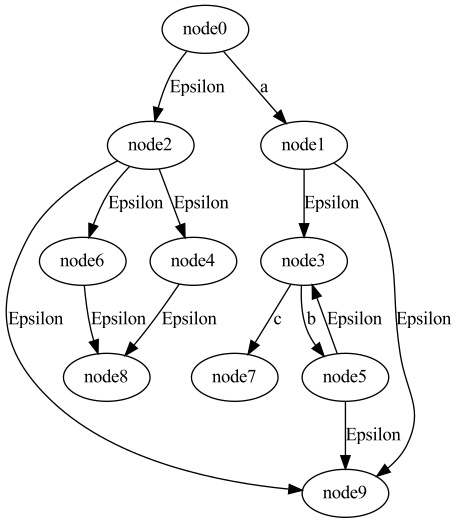 node0
Epsilon
a
node2
node1
Epsilon
Epsilon
Epsilon
node6
node4
node3
Epsilon
Epsilon
Epsilon
c
b
Epsilon
Epsilon
node8
node7
node5
Epsilon
node9